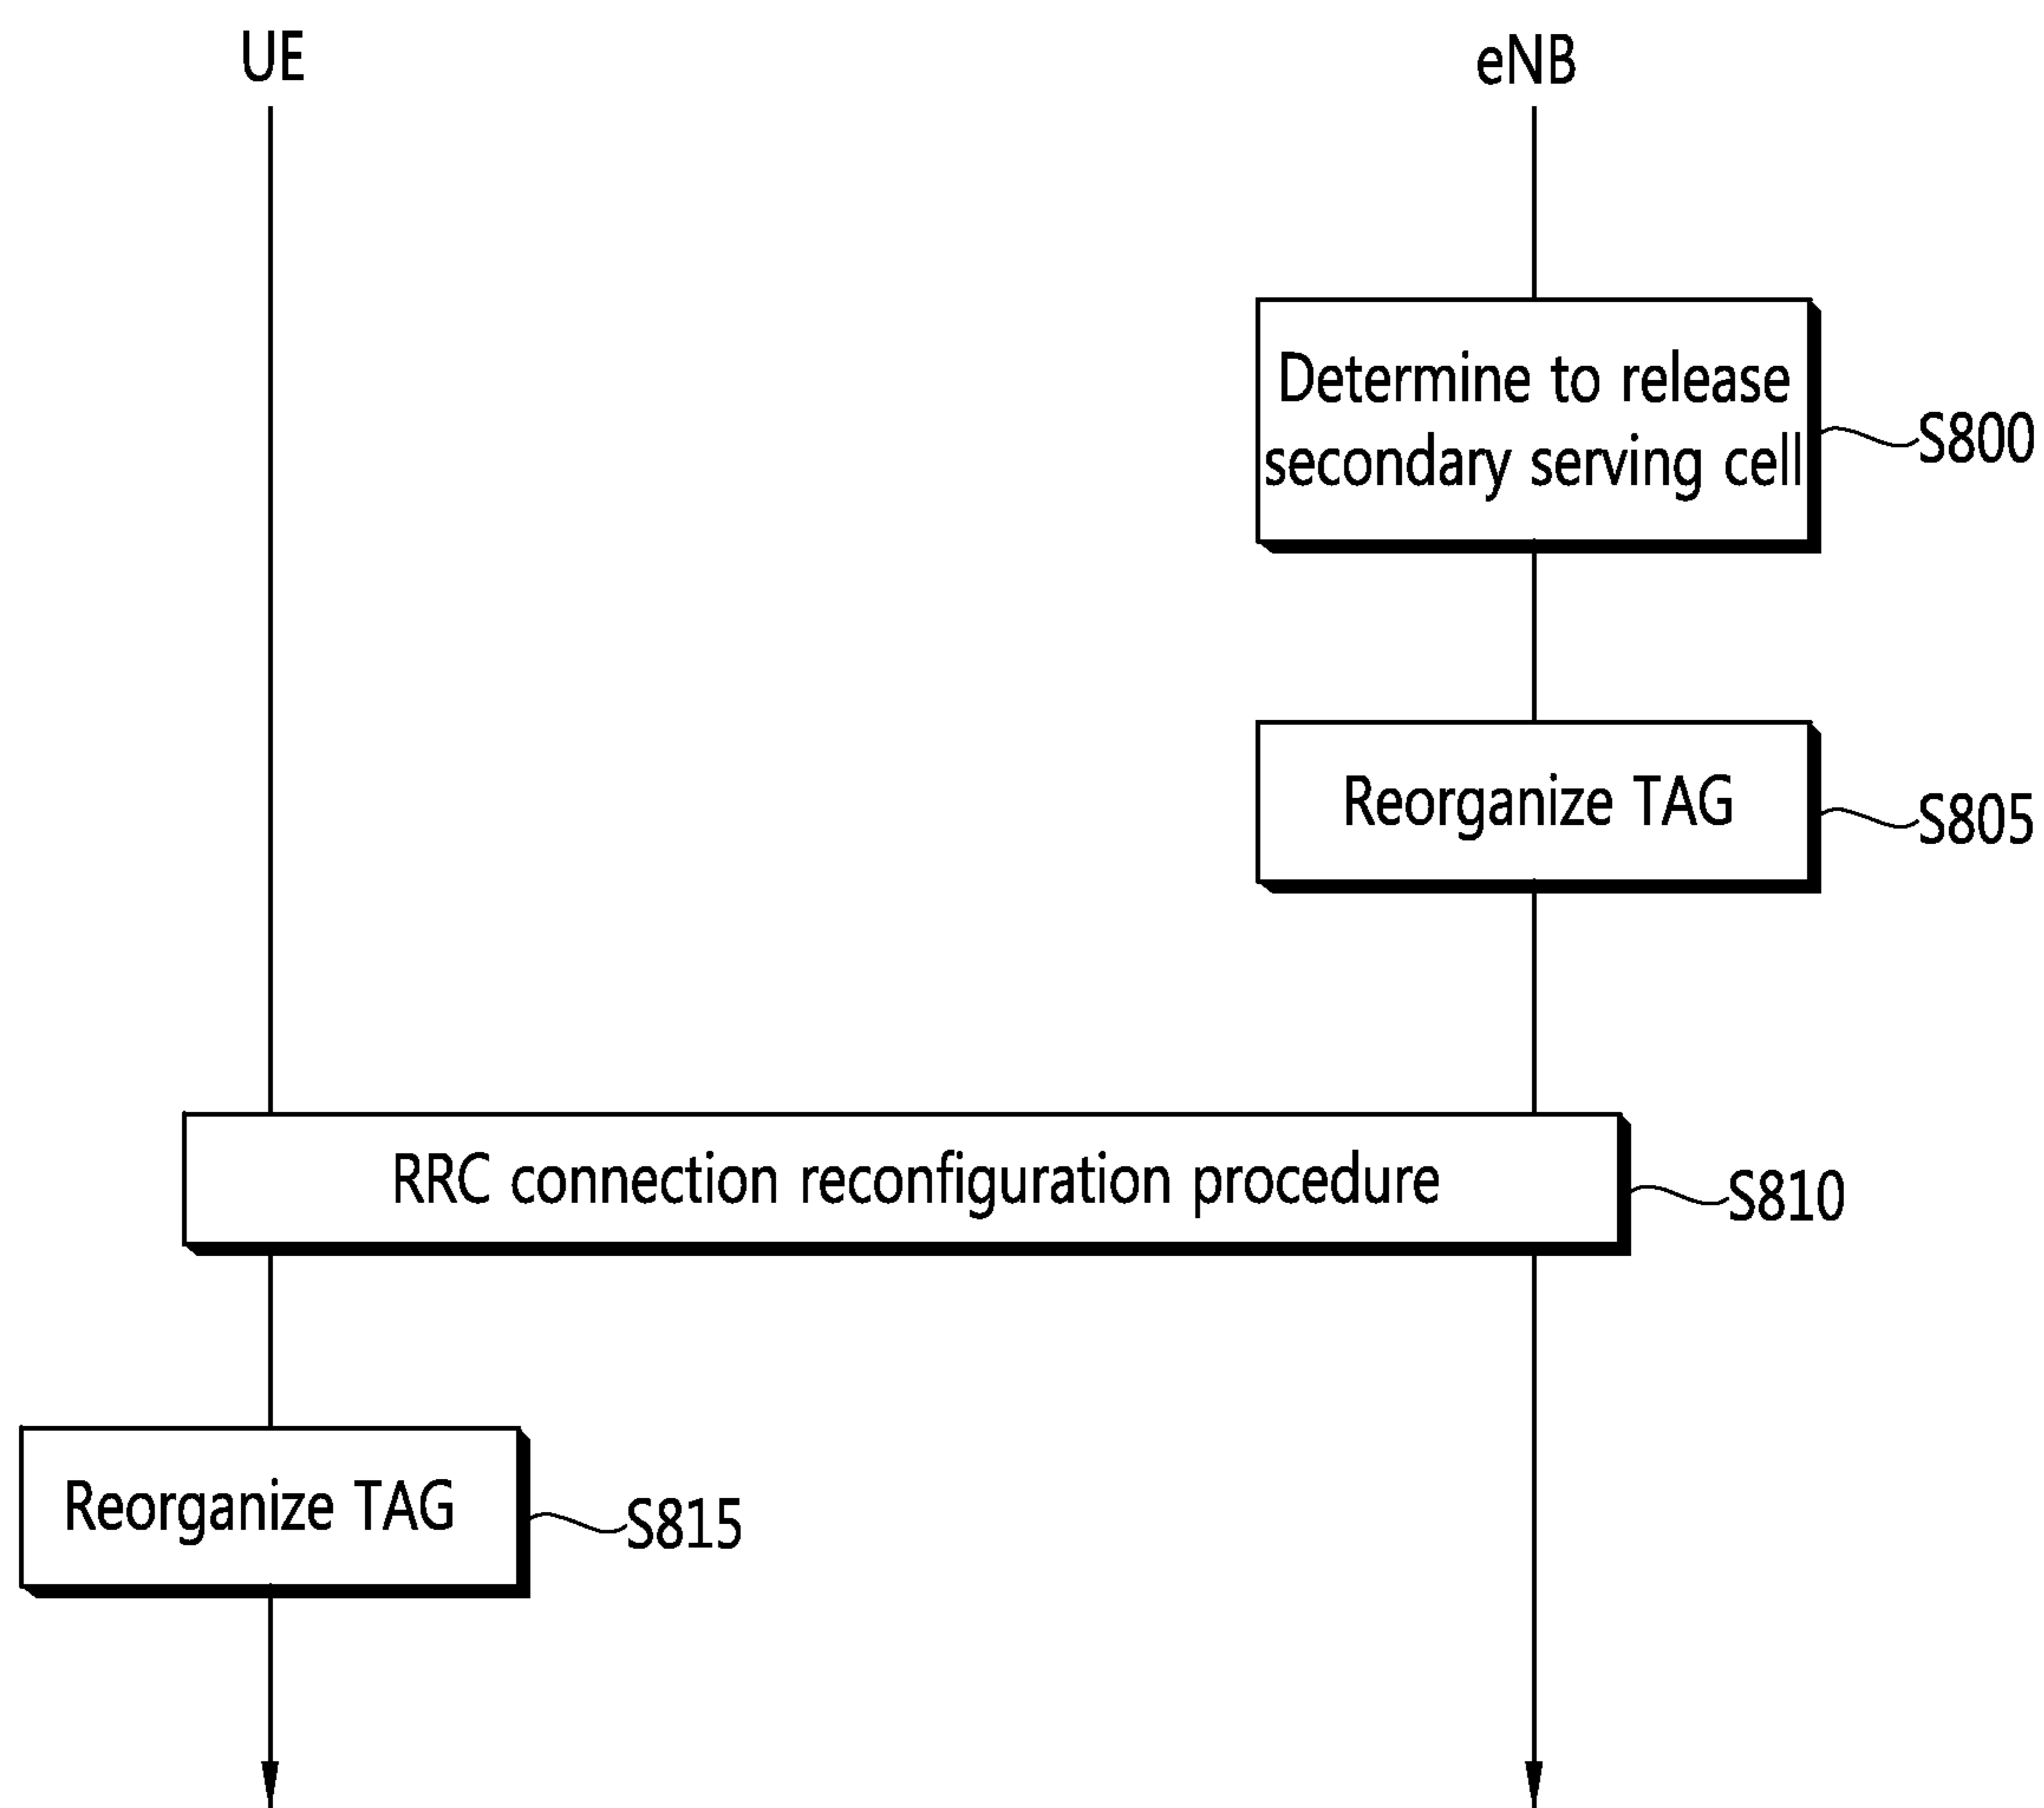 UE
eNB
Determine to release
secondary serving cell
S800
Reorganize TAG
S805
RRC connection reconfiguration procedure
S810
Reorganize TAG
S815